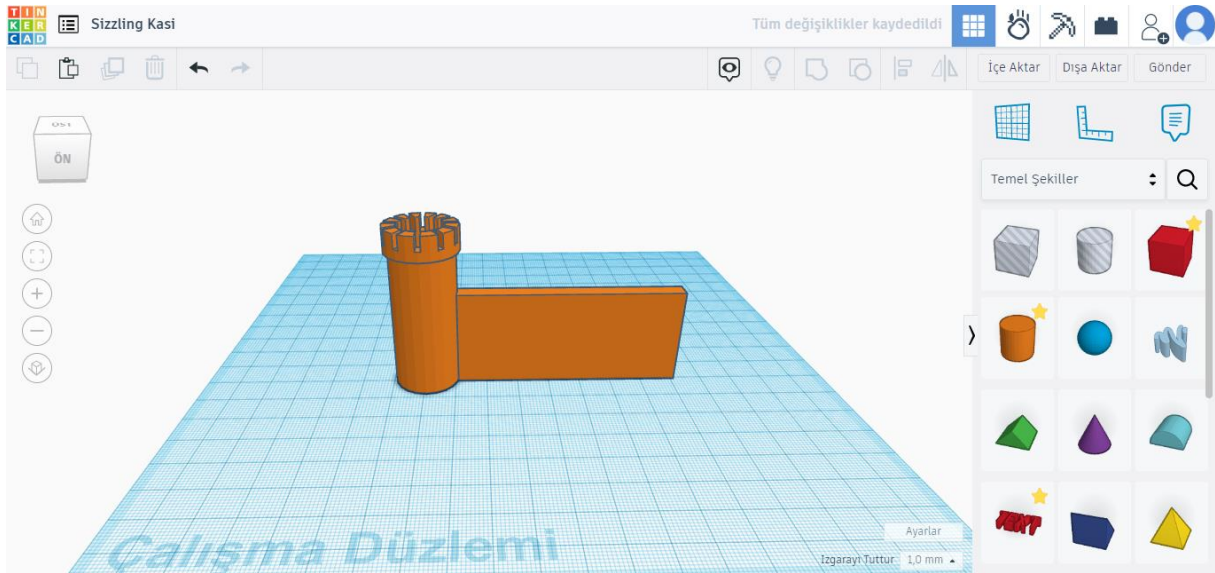 TIN
KER
CAD
Sizzling Kasi
Tüm değişiklikler kaydedildi
İçe Aktar
Dışa Aktar
Gönder
ÜST
ÖN
Temel Şekiller
TEXT
Çalışma Düzlemi
Ayarlar
Izgarayı Tuttur 1,0 mm